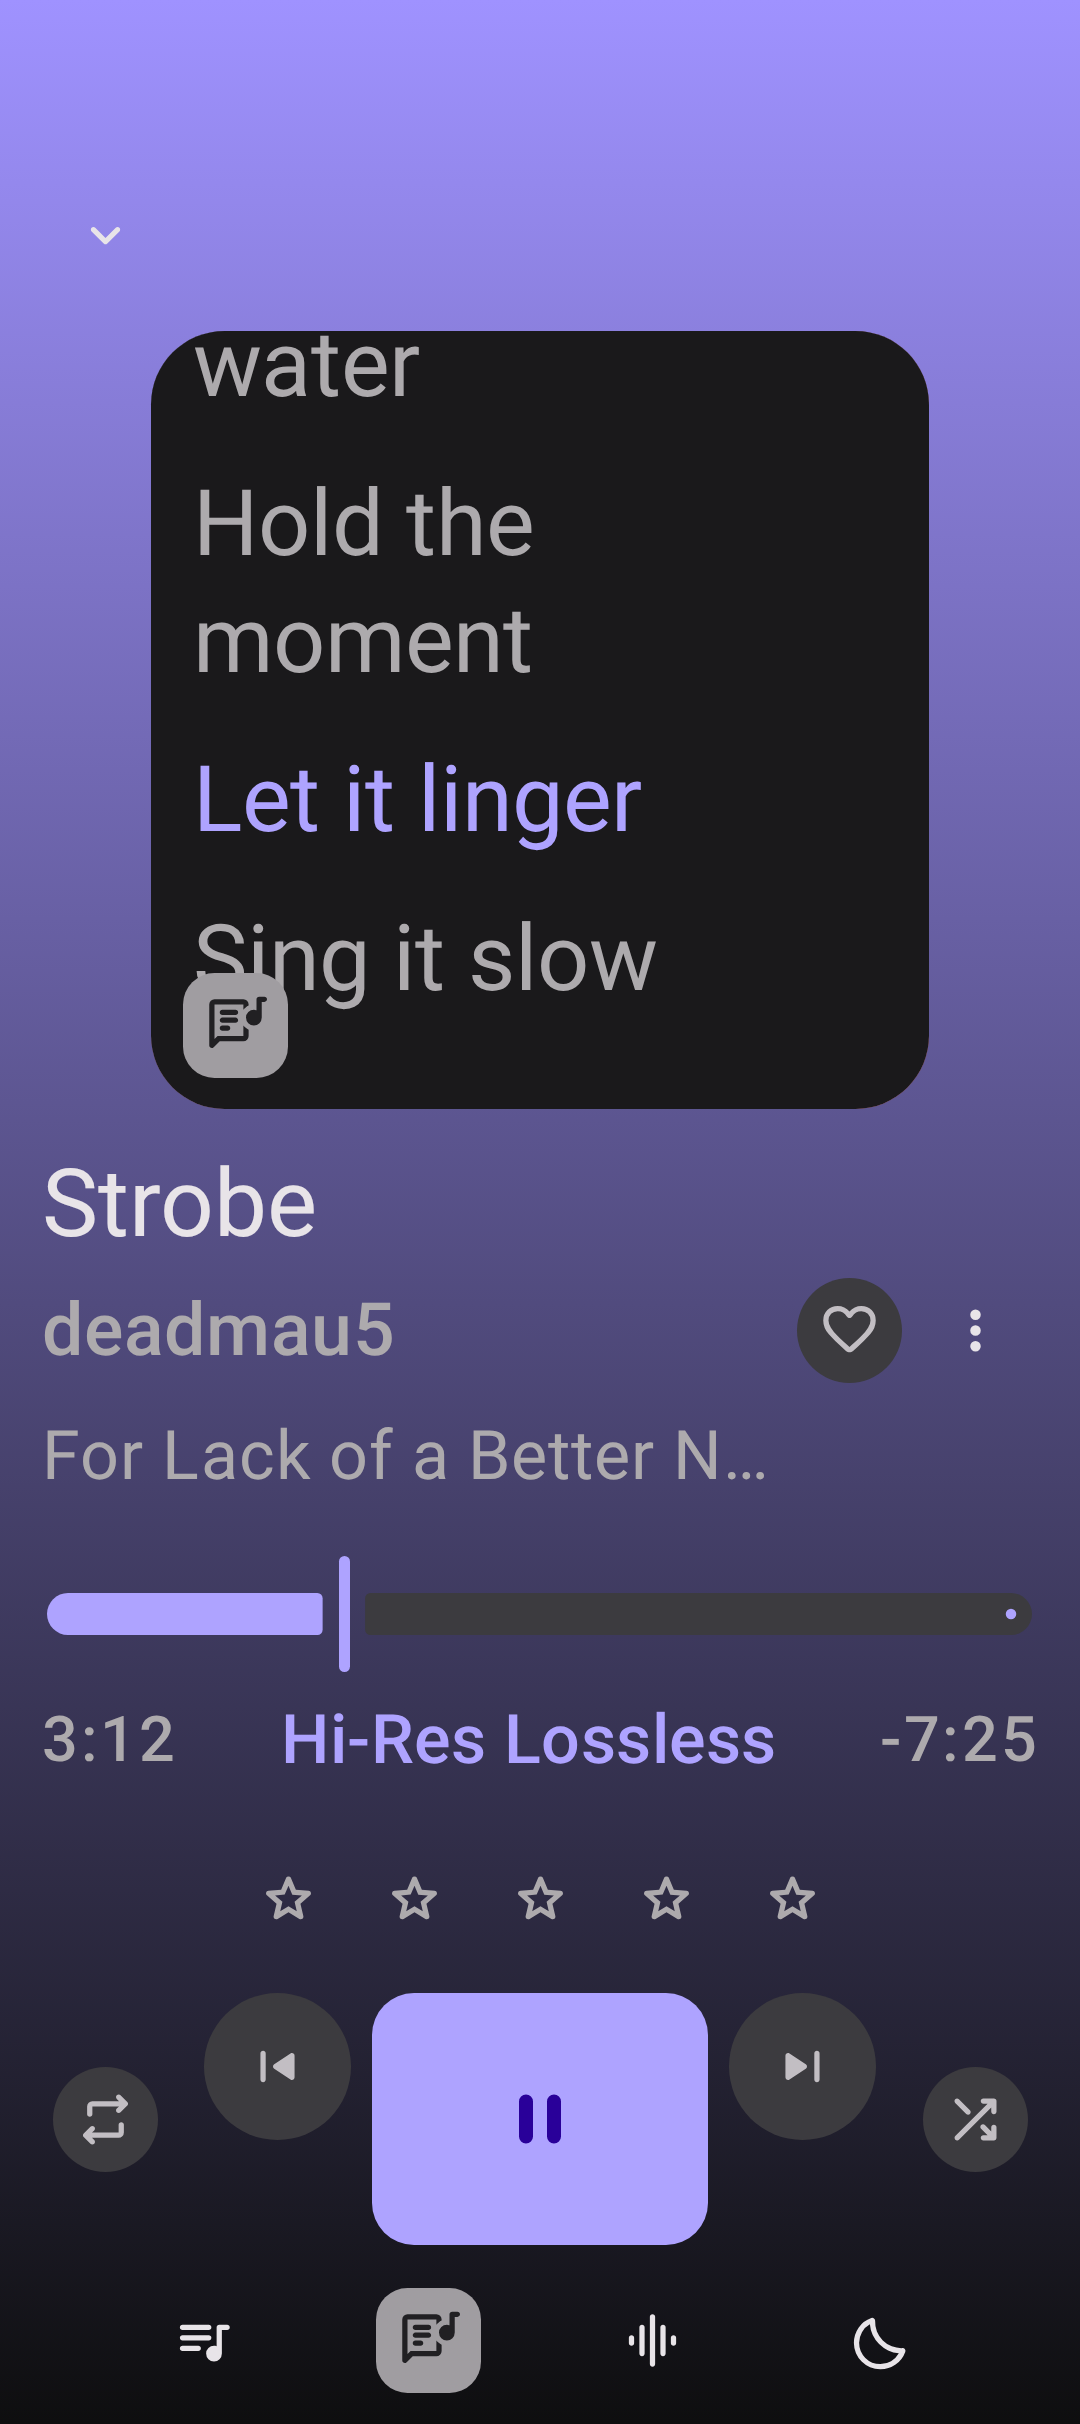 water
Hold the
moment
Let it linger
Sing it slow
Strobe
deadmau5
For Lack of a Better N…
3:12
Hi-Res Lossless
-7:25